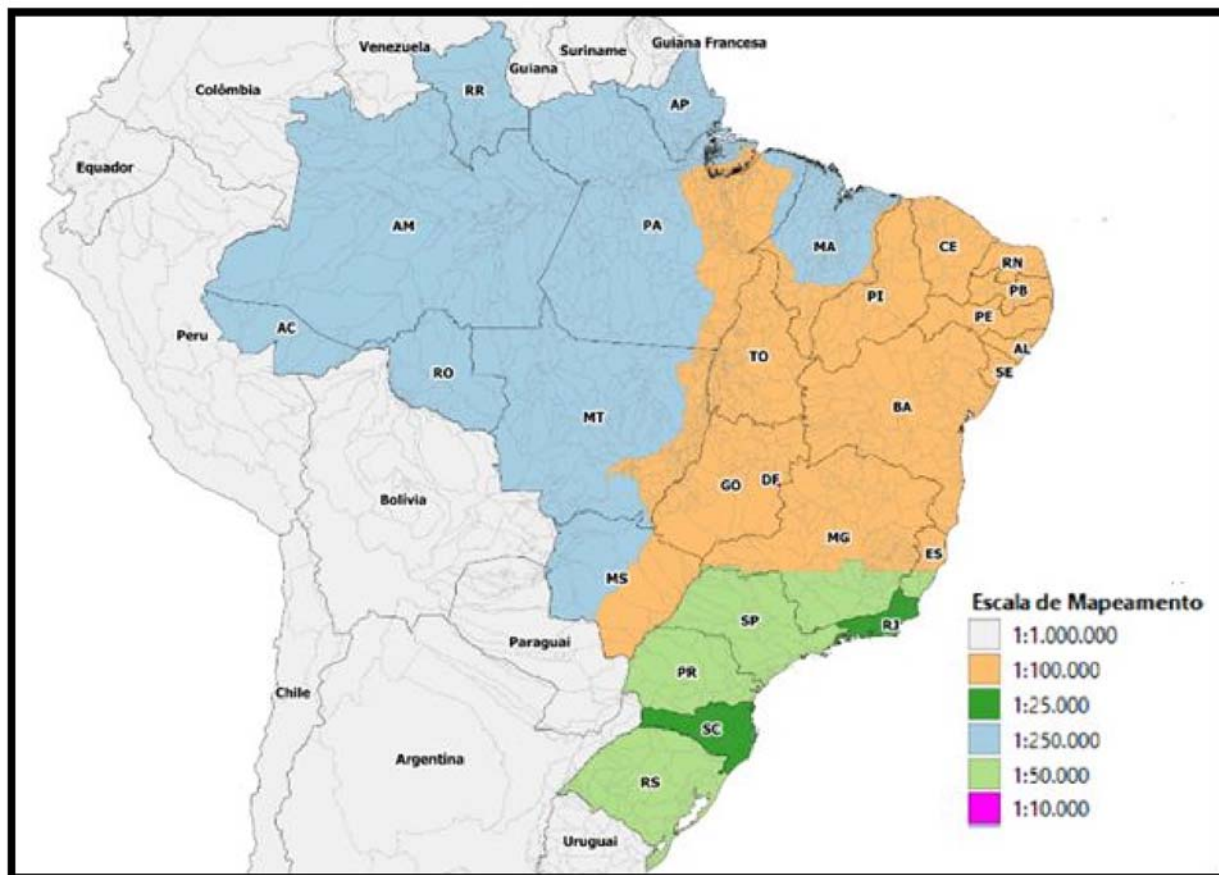 Venezuela
Suriname
Guiana Francesa
Guiana
Colômbia
RR
AP
Equador
AM
PA
MA
CE
RN
PB
PE
PI
AL
SE
Peru
AC
RO
TO
BA
MT
GO
DF
Bolívia
MG
ES
MS
SP
RJ
Paraguai
PR
Chile
SC
Argentina
RS
Uruguai
Escala de Mapeamento
1:1.000.000
1:100.000
1:25.000
1:250.000
1:50.000
1:10.000